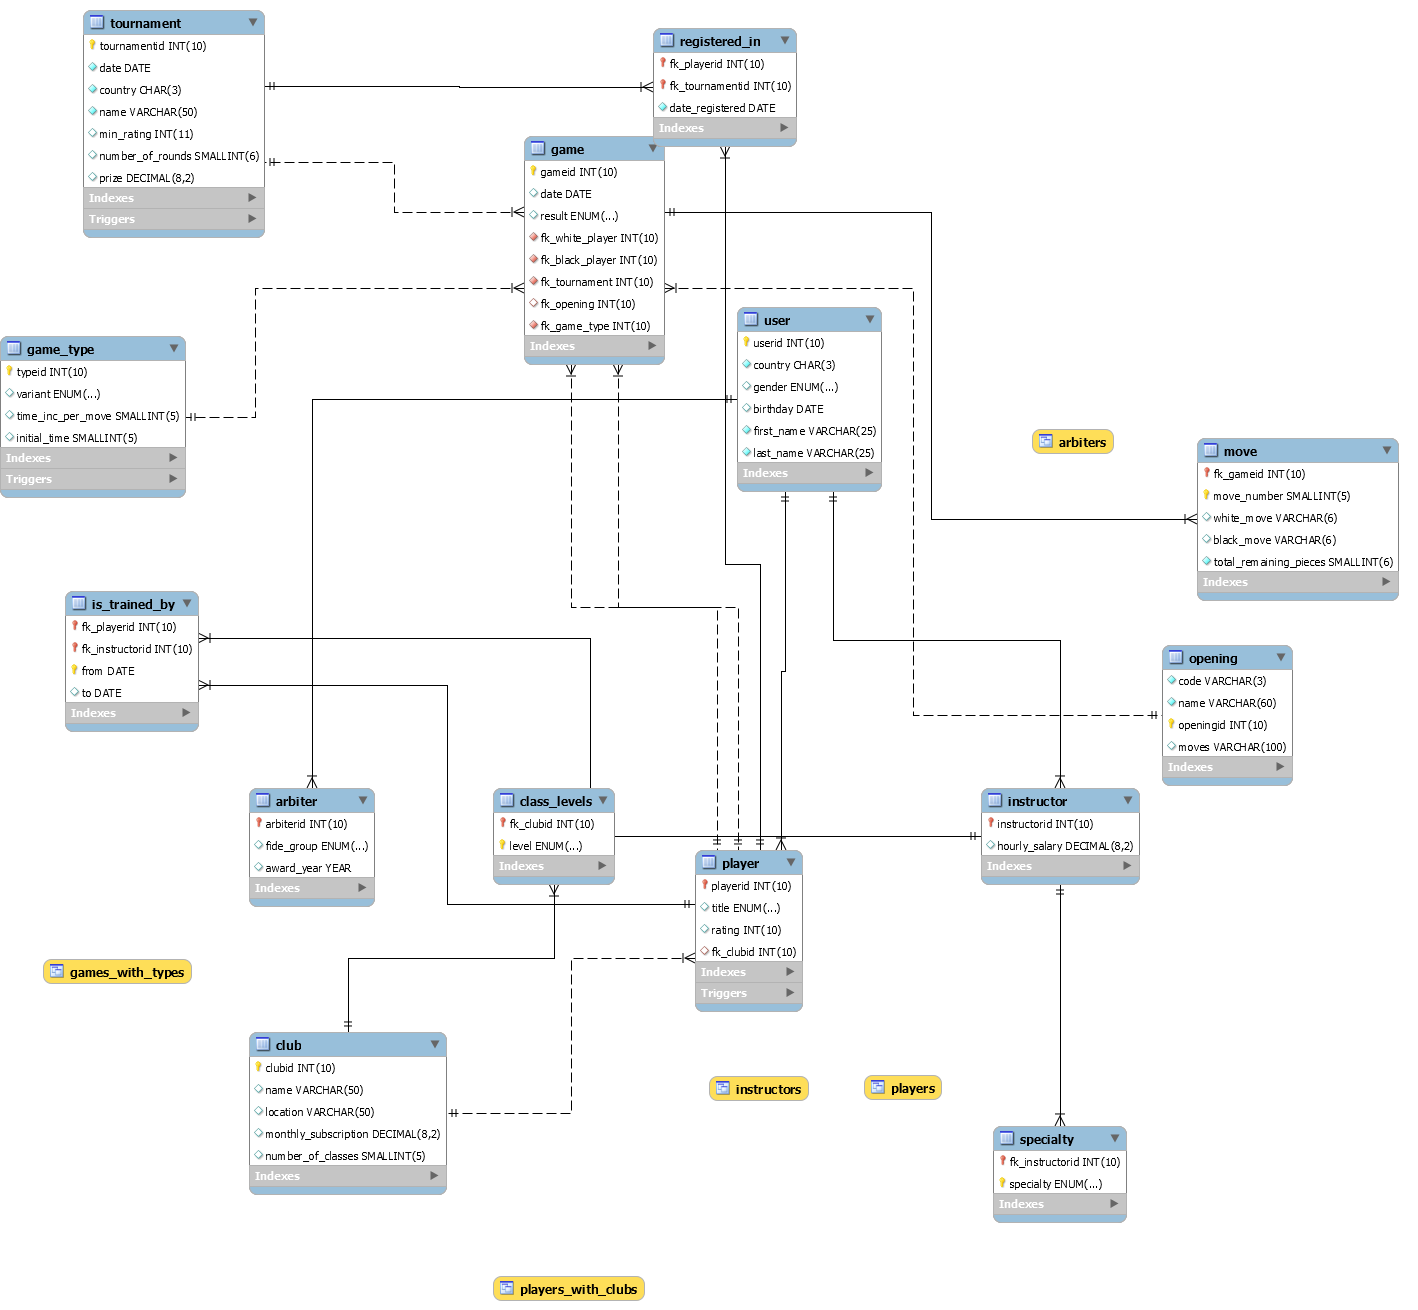 tournament
tournamentid INT(10)
date DATE
country CHAR(3)
name VARCHAR(50)
min_rating INT(11)
number_of_rounds SMALLINT(6)
prize DECIMAL(8,2)
Indexes
Triggers
registered_in
fk_playerid INT(10)
fk_tournamentid INT(10)
date_registered DATE
Indexes
game
gameid INT(10)
date DATE
result ENUM(...)
fk_white_player INT(10)
fk_black_player INT(10)
fk_tournament INT(10)
fk_opening INT(10)
fk_game_type INT(10)
Indexes
game_type
typeid INT(10)
variant ENUM(...)
time_inc_per_move SMALLINT(5)
initial_time SMALLINT(5)
Indexes
Triggers
user
userid INT(10)
country CHAR(3)
gender ENUM(...)
birthday DATE
first_name VARCHAR(25)
last_name VARCHAR(25)
Indexes
arbiters
move
fk_gameid INT(10)
move_number SMALLINT(5)
white_move VARCHAR(6)
black_move VARCHAR(6)
total_remaining_pieces SMALLINT(6)
Indexes
is_trained_by
fk_playerid INT(10)
fk_instructorid INT(10)
from DATE
to DATE
Indexes
opening
code VARCHAR(3)
name VARCHAR(60)
openingid INT(10)
moves VARCHAR(100)
Indexes
arbiter
arbiterid INT(10)
fide_group ENUM(...)
award_year YEAR
Indexes
class_levels
fk_clubid INT(10)
level ENUM(...)
Indexes
player
playerid INT(10)
title ENUM(...)
rating INT(10)
fk_clubid INT(10)
Indexes
Triggers
instructor
instructorid INT(10)
hourly_salary DECIMAL(8,2)
Indexes
games_with_types
club
clubid INT(10)
name VARCHAR(50)
location VARCHAR(50)
monthly_subscription DECIMAL(8,2)
number_of_classes SMALLINT(5)
Indexes
instructors
players
specialty
fk_instructorid INT(10)
specialty ENUM(...)
Indexes
players_with_clubs